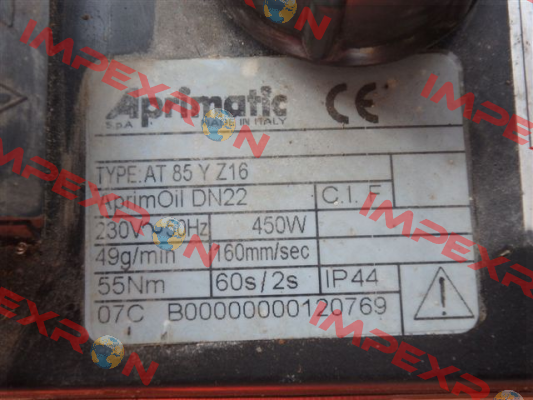 Aprimatic
S.p.A. MADE IN ITALY
CE
TYPE: AT 85 Y Z16
AprimOil DN22 C.I.F
230V~50Hz 450W
49g/min 160mm/sec
55Nm 60s/2s IP44
07C B00000000120769
IMPEXRON